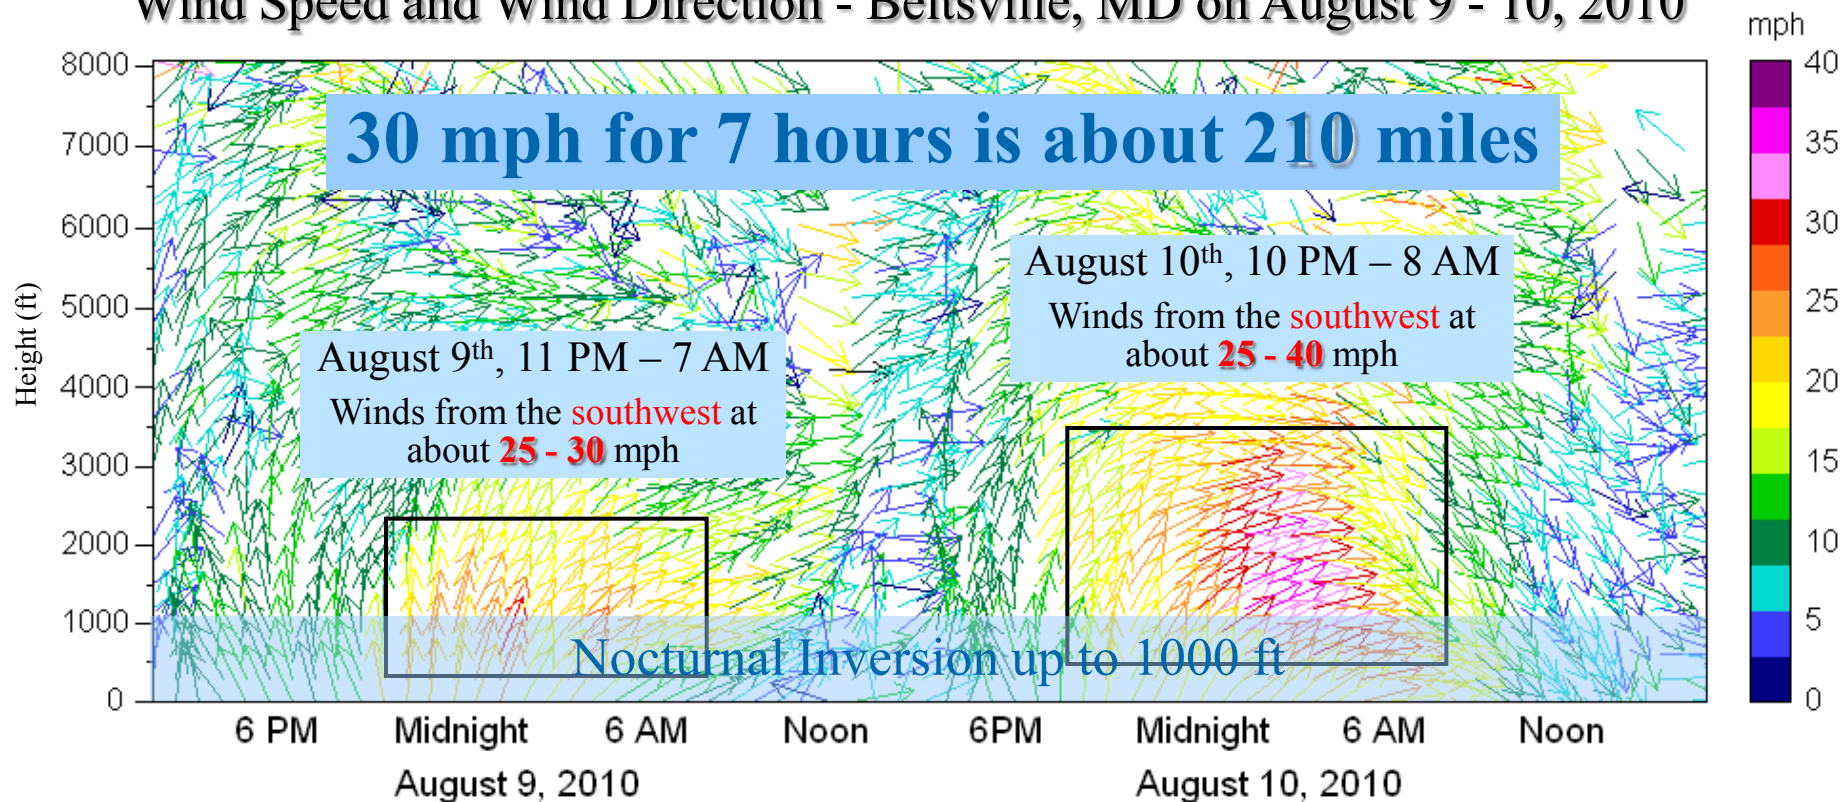 Wind Speed and Wind Direction - Beltsville, MD on August 9 - 10, 2010
mph
8000
7000
6000
5000
4000
3000
2000
1000
0
Height (ft)
30 mph for 7 hours is about 210 miles
August 10th, 10 PM – 8 AM
Winds from the southwest at
about 25 - 40 mph
August 9th, 11 PM – 7 AM
Winds from the southwest at
about 25 - 30 mph
Nocturnal Inversion up to 1000 ft
40
35
30
25
20
15
10
5
0
6 PM Midnight 6 AM Noon 6PM Midnight 6 AM Noon
August 9, 2010 August 10, 2010